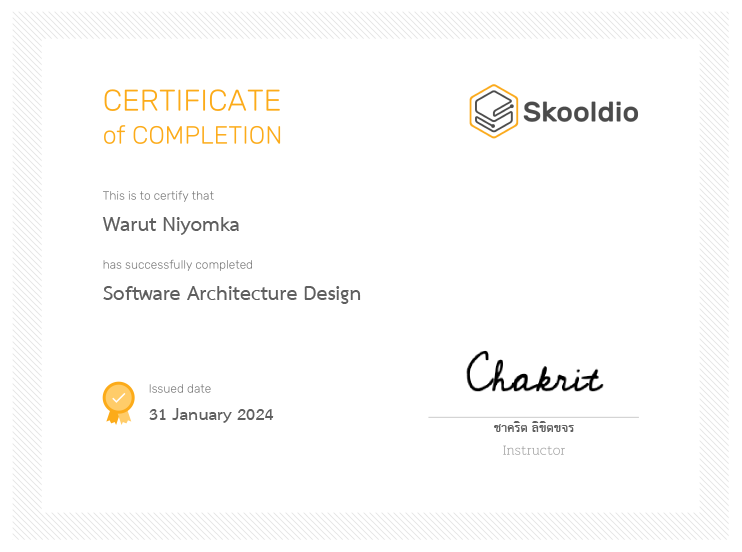 CERTIFICATE
of COMPLETION
Skooldio
This is to certify that
Warut Niyomka
has successfully completed
Software Architecture Design
Issued date
31 January 2024
Chakrit
ชาคริต ลิขิตขจร
Instructor